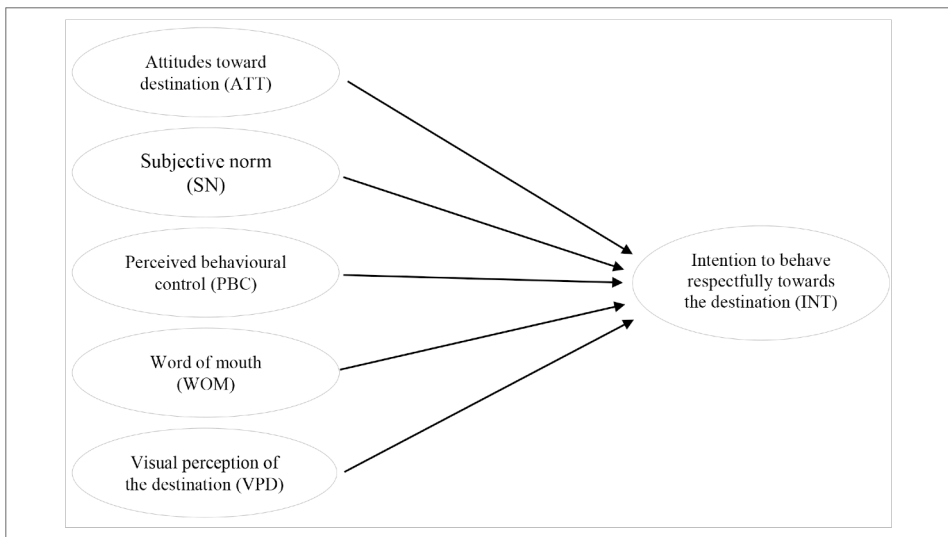 Attitudes toward
destination (ATT)
Subjective norm
(SN)
Perceived behavioural
control (PBC)
Word of mouth
(WOM)
Visual perception of
the destination (VPD)
Intention to behave
respectfully towards
the destination (INT)